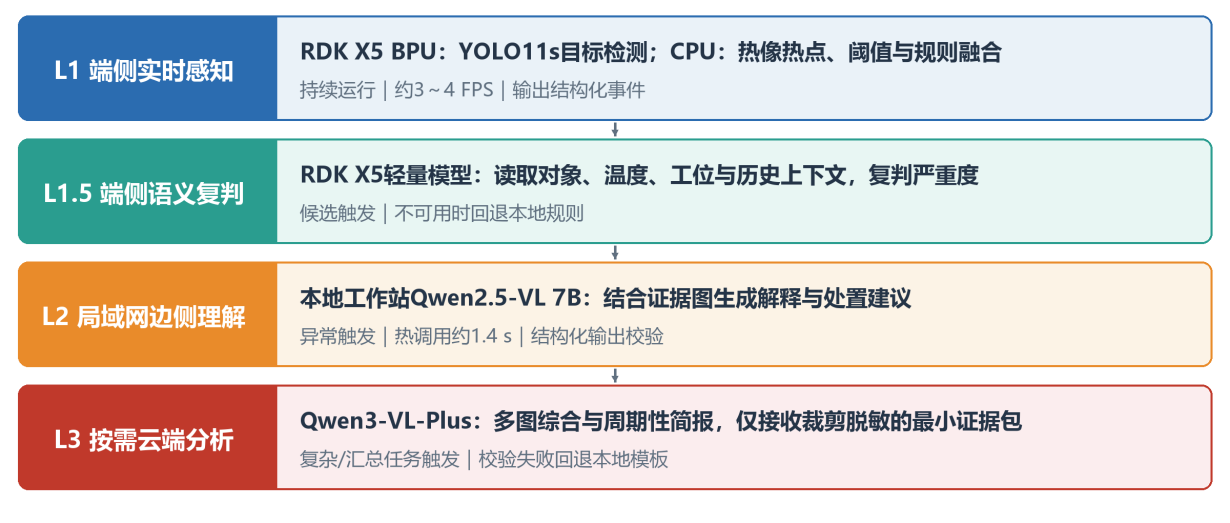 L1 端侧实时感知
RDK X5 BPU：YOLO11s目标检测；CPU：热像热点、阈值与规则融合
持续运行｜约3～4 FPS｜输出结构化事件
L1.5 端侧语义复判
RDK X5轻量模型：读取对象、温度、工位与历史上下文，复判严重度
候选触发｜不可用时回退本地规则
L2 局域网边侧理解
本地工作站Qwen2.5-VL 7B：结合证据图生成解释与处置建议
异常触发｜热调用约1.4 s｜结构化输出校验
L3 按需云端分析
Qwen3-VL-Plus：多图综合与周期性简报，仅接收裁剪脱敏的最小证据包
复杂/汇总任务触发｜校验失败回退本地模板